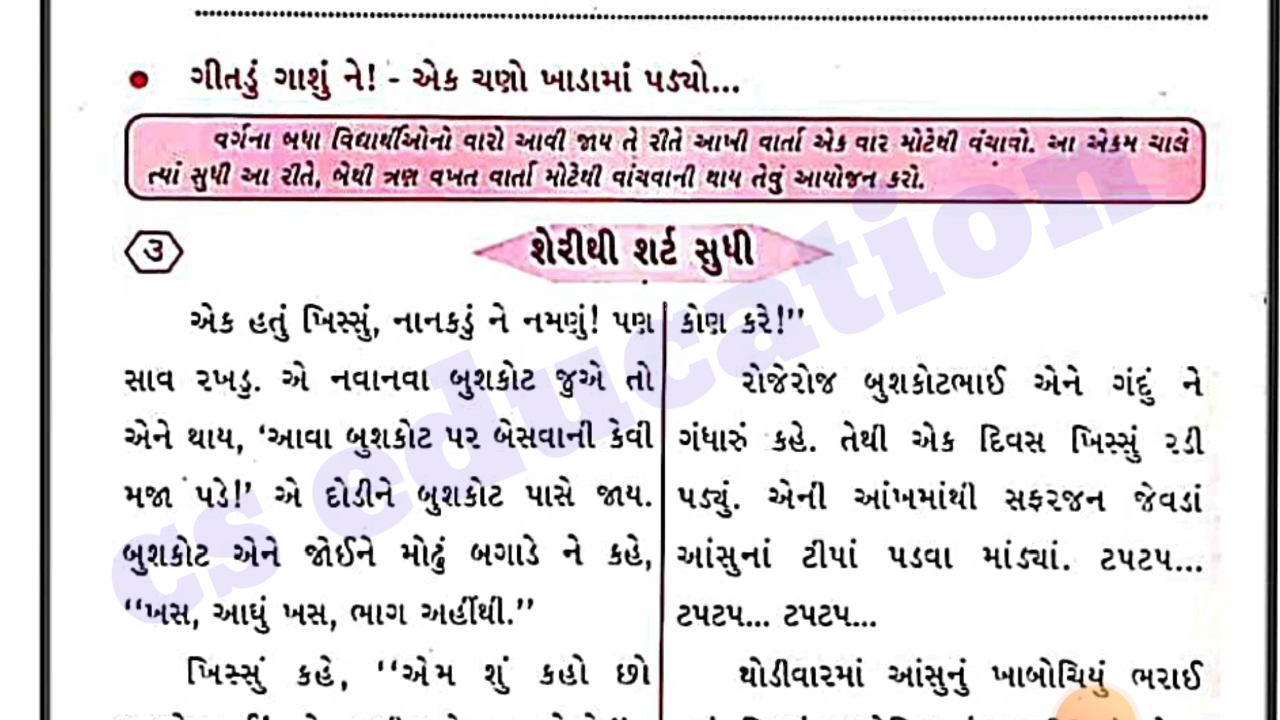 ગીતડું ગાશું ને! - એક ચણો ખાડામાં પડ્યો...
વર્ગના બધા વિદ્યાર્થીઓનો વારો આવી જાય તે રીતે આખી વાર્તા એક વાર મોટેથી વંચાવો. આ એકમ ચાલે
ત્યાં સુધી આ રીતે, બેથી ત્રણ વખત વાર્તા મોટેથી વાંચવાની થાય તેવું આયોજન કરો.
૩
શેરીથી શર્ટ સુધી
એક હતું ખિસ્સું, નાનકડું ને નમણું! પણ
સાવ રખડુ. એ નવાનવા બુશકોટ જુએ તો
એને થાય, ‘આવા બુશકોટ પર બેસવાની કેવી
મજા પડે!’ એ દોડીને બુશકોટ પાસે જાય.
બુશકોટ એને જોઈને મોઢું બગાડે ને કહે,
‘‘ખસ, આઘું ખસ, ભાગ અહીંથી.’’
ખિસ્સું કહે, ‘‘એમ શું કહો છો
કોણ કરે!’’
રોજેરોજ બુશકોટભાઈ એને ગંદું ને
ગંધારું કહે. તેથી એક દિવસ ખિસ્સું રડી
પડ્યું. એની આંખમાંથી સફરજન જેવડાં
આંસુનાં ટીપાં પડવા માંડ્યાં. ટપટપ...
ટપટપ... ટપટપ...
થોડીવારમાં આંસુનું ખાબોચિયું ભરાઈ
cs education